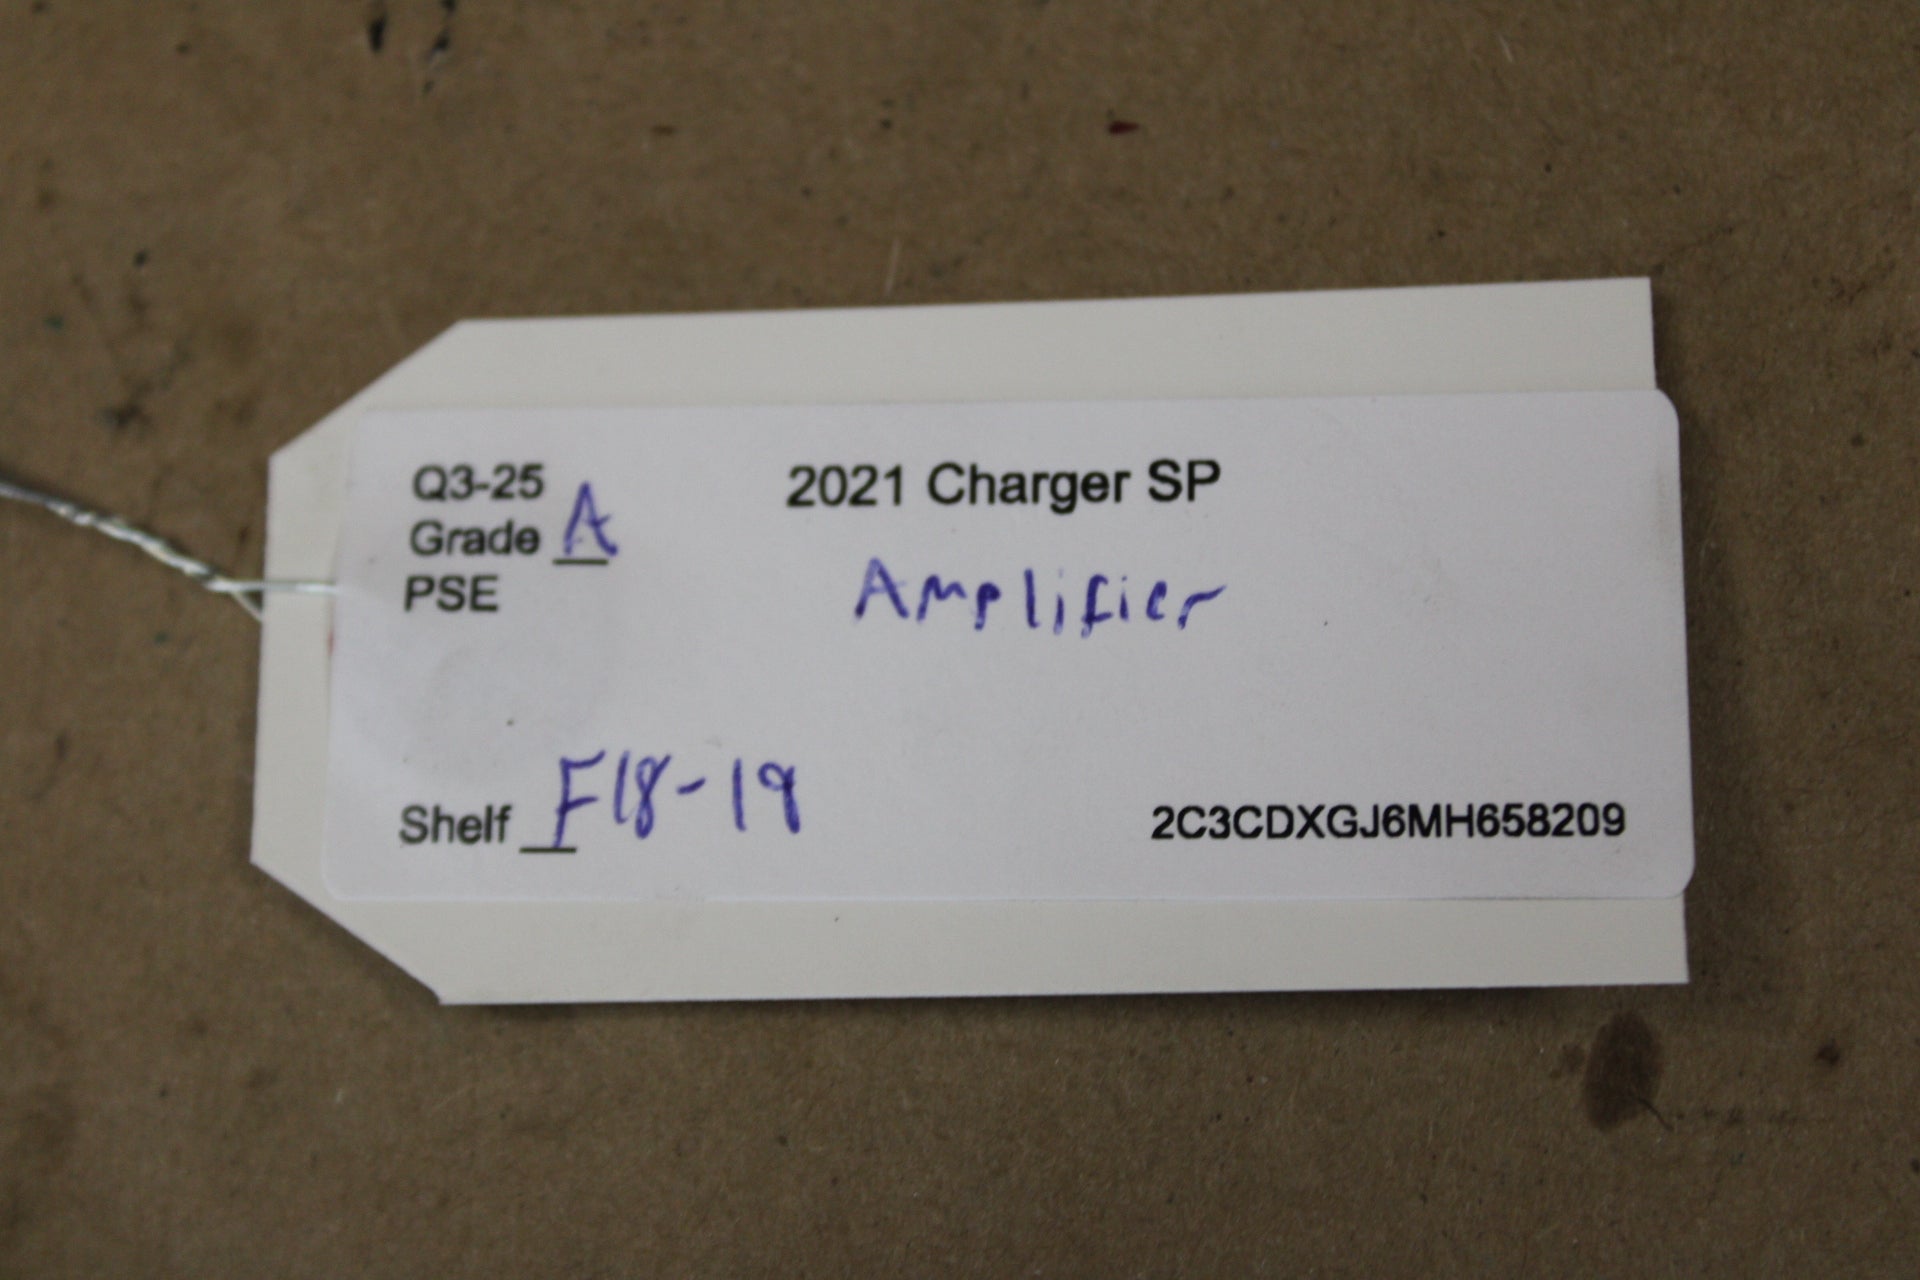 Q3-25
Grade A
PSE
2021 Charger SP
Amplifier
Shelf F18-19
2C3CDXGJ6MH658209